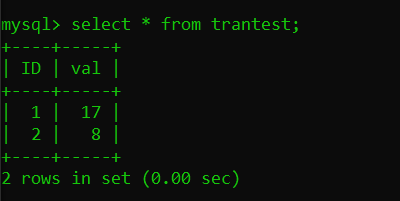 mysql> select * from trantest;
+----+-----+
| ID | val |
+----+-----+
|  1 |  17 |
|  2 |   8 |
+----+-----+
2 rows in set (0.00 sec)